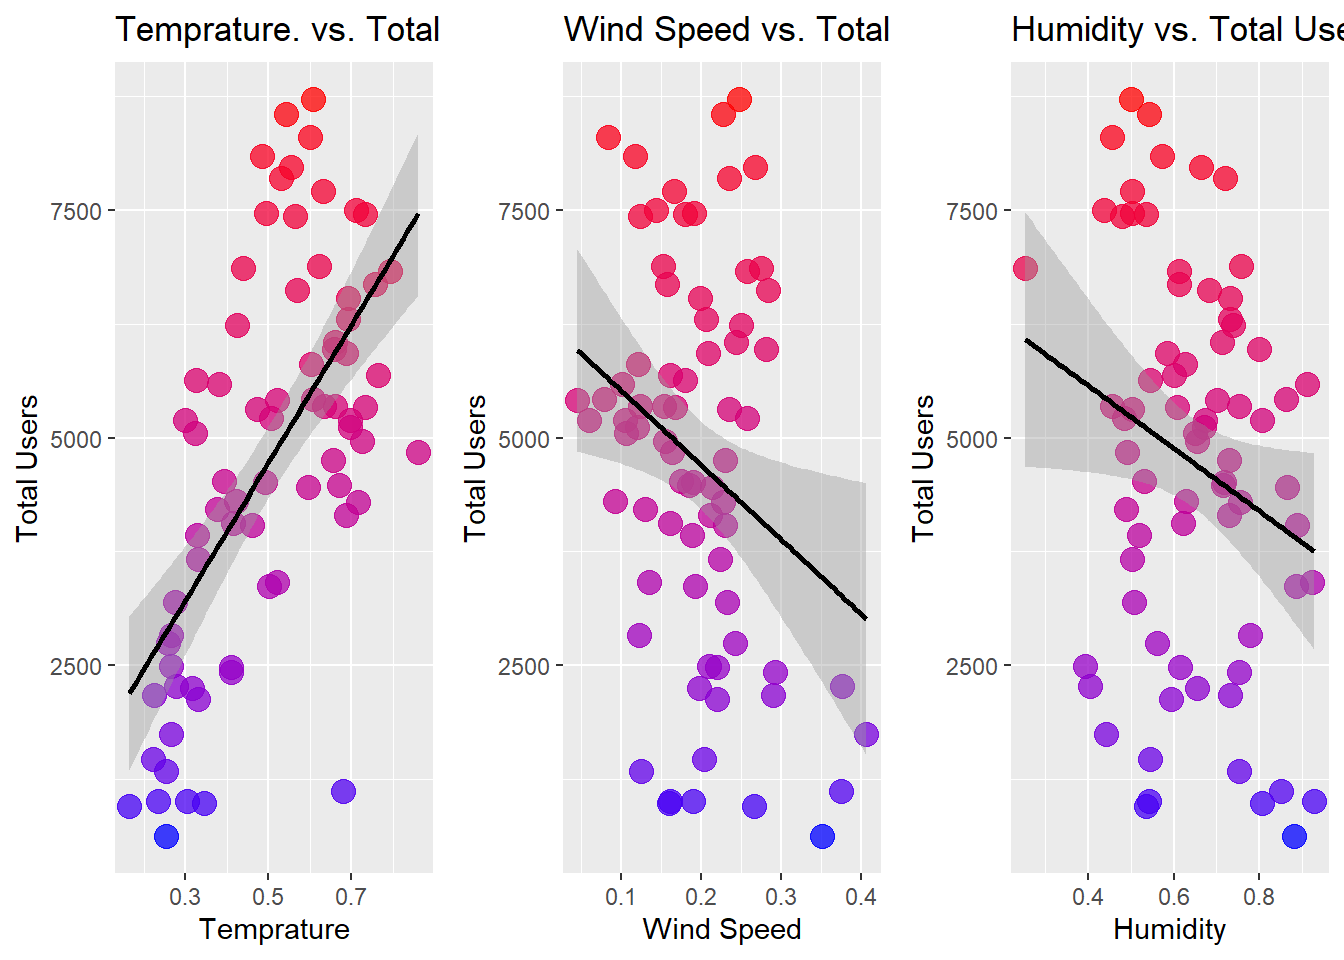 Temprature. vs. Total
Total Users
7500
5000
2500
0.3 0.5 0.7
Temprature
Wind Speed vs. Total
Total Users
7500
5000
2500
0.1 0.2 0.3 0.4
Wind Speed
Humidity vs. Total Use
Total Users
7500
5000
2500
0.4 0.6 0.8
Humidity